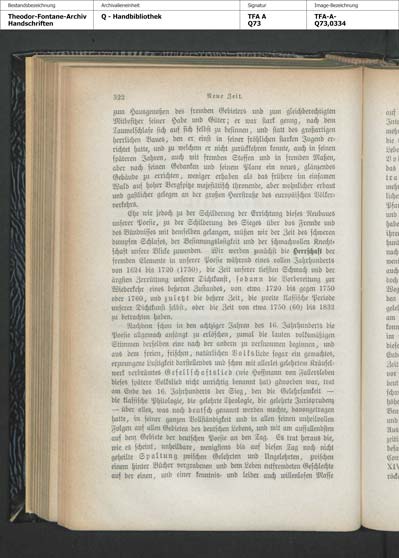 Bestandsbezeichnung
Theodor-Fontane-Archiv
Handschriften
Archivalieneinheit
Q - Handbibliothek
Signatur
TFA A
Q73
Image-Bezeichnung
TFA-A-
Q73,0334
322 Neue Zeit.
zum Hausgenossen des fremden Gebieters und zum gleichberechtigten
Mitbesitzer seiner Habe und Güter; er war stark genug, nach dem
Taumelschlafe sich auf sich selbst zu besinnen, und statt des großartigen
herrlichen Baues, den er einst in seiner fröhlichen starken Jugend er-
richtet hatte, und zu welchem er nicht zurückkehren konnte, auch in seinen
späteren Jahren, auch mit fremden Stoffen und in fremden Maßen,
aber nach seinen Gedanken und seinem Plane ein neues, glänzendes
Gebäude zu errichten, weniger erhaben als das frühere in einsamen
Wald auf hoher Bergspitze majestätisch thronende, aber wohnlicher erbaut
und gastlicher gelegen an der großen Heerstraße des europäischen Völker-
verkehrs.
Ehe wir jedoch zu der Schilderung der Errichtung dieses Neubaues
unserer Poesie, zu der Schilderung des Sieges über das Fremde und
des Bündnisses mit demselben gelangen, müssen wir der Zeit des schweren
dumpfen Schlafes, der Besinnungslosigkeit und der schmachvollen Knecht-
schaft unsere Blicke zuwenden. Wir werden zunächst die Herrschaft der
fremden Elemente in unserer Poesie während eines vollen Jahrhunderts
von 1624 bis 1720 (1750), die Zeit unserer tiefsten Schmach und der
ärgsten Zerrüttung unserer Dichtkunst, sodann die Vorbereitung zur
Wiederkehr eines besseren Zustandes, von etwa 1720 bis gegen 1750
oder 1760, und zuletzt die bessere Zeit, die zweite klassische Periode
unserer Dichtkunst selbst, oder die Zeit von etwa 1750 (60) bis 1832
zu betrachten haben.
Nachdem schon in den achtziger Jahren des 16. Jahrhunderts die
Poesie allgemach anfängt zu erlöschen, zumal die lauten volksmäßigen
Stimmen derselben eine nach der andern zu verstummen beginnen, und
aus dem freien, frischen, natürlichen Volksliede sogar ein gemachtes,
erzwungene Lustigkeit darstellendes und schon mit allerlei gelehrtem Kräusel-
werk verbrämtes Gesellschaftslied (wie Hoffmann von Fallersleben
dieses spätere Volkslied nicht unrichtig benannt hat) geworden war, trat
am Ende des 16. Jahrhunderts der Sieg, den die Gelehrsamkeit —
die klassische Philologie, die gelehrte Theologie, die gelehrte Jurisprudenz
— über alles, was noch deutsch genannt werden mochte, davongetragen
hatte, in seiner ganzen Vollständigkeit und in allen seinen unheilvollen
Folgen auf allen Gebieten des deutschen Lebens, und mit am auffallendsten
auf dem Gebiete der deutschen Poesie an den Tag. Es trat heraus die,
wie es scheint, unheilbare, wenigstens bis auf diesen Tag noch nicht
geheilte Spaltung zwischen Gelehrten und Ungelehrten, zwischen
einem hinter Bücher vergrabenen und dem Leben entfremdeten Geschlechte
auf der einen, und einer kenntnis- und leider auch willenlosen Masse